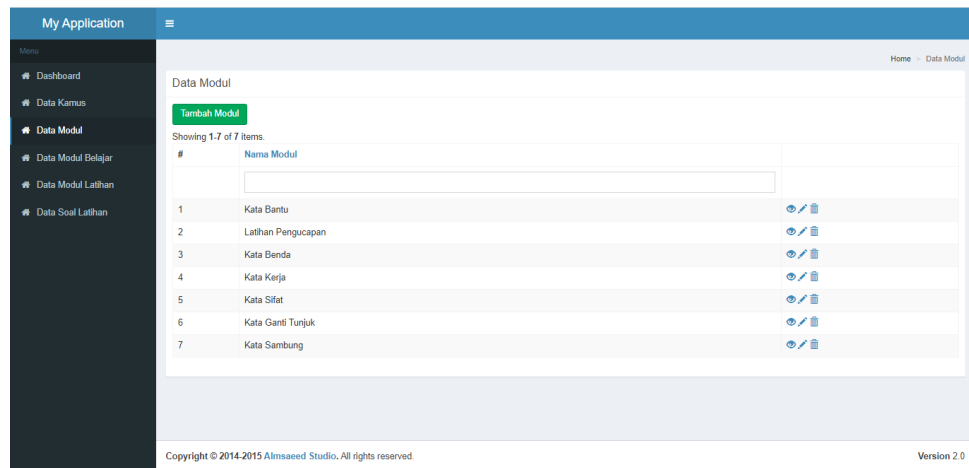 My Application
Menu
Home > Data Modul
Dashboard
Data Kamus
Data Modul
Data Modul Belajar
Data Modul Latihan
Data Soal Latihan
Data Modul
Tambah Modul
Showing 1-7 of 7 items.
# Nama Modul
1 Kata Bantu
2 Latihan Pengucapan
3 Kata Benda
4 Kata Kerja
5 Kata Sifat
6 Kata Ganti Tunjuk
7 Kata Sambung
Copyright © 2014-2015 Almsaeed Studio. All rights reserved. Version 2.0